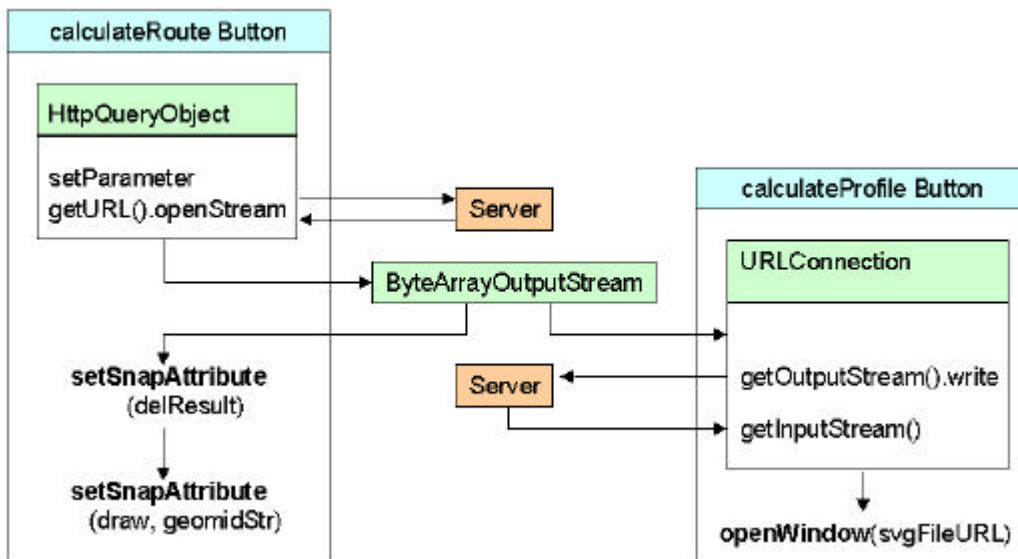 calculateRoute Button
HttpQueryObject
setParameter
getURL().openStream
Server
ByteArrayOutputStream
setSnapAttribute
(delResult)
setSnapAttribute
(draw, geomidStr)
calculateProfile Button
URLConnection
Server
getOutputStream().write
getInputStream()
openWindow(svgFileURL)